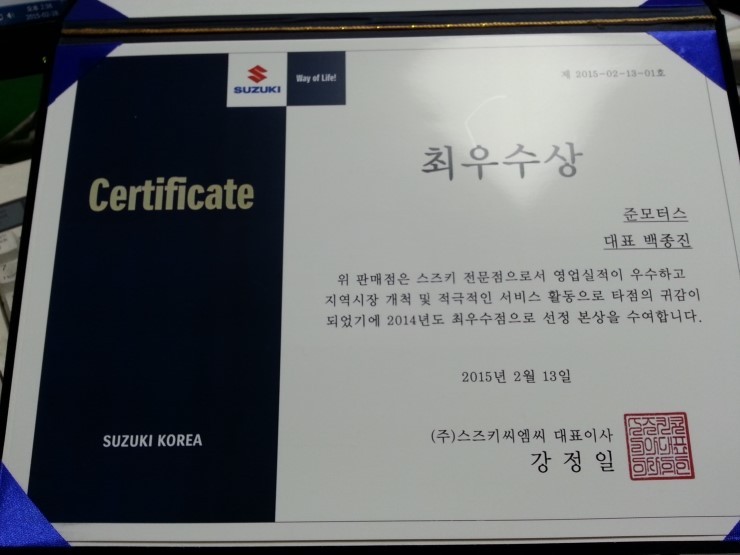 SUZUKI
Way of Life!
제 2015-02-13-01호
Certificate
최우수상
준모터스
대표 백종진
위 판매점은 스즈키 전문점으로서 영업실적이 우수하고
지역시장 개척 및 적극적인 서비스 활동으로 타점의 귀감이
되었기에 2014년도 최우수점으로 선정 본상을 수여합니다.
2015년 2월 13일
SUZUKI KOREA
(주)스즈키씨엠씨 대표이사
강 정 일